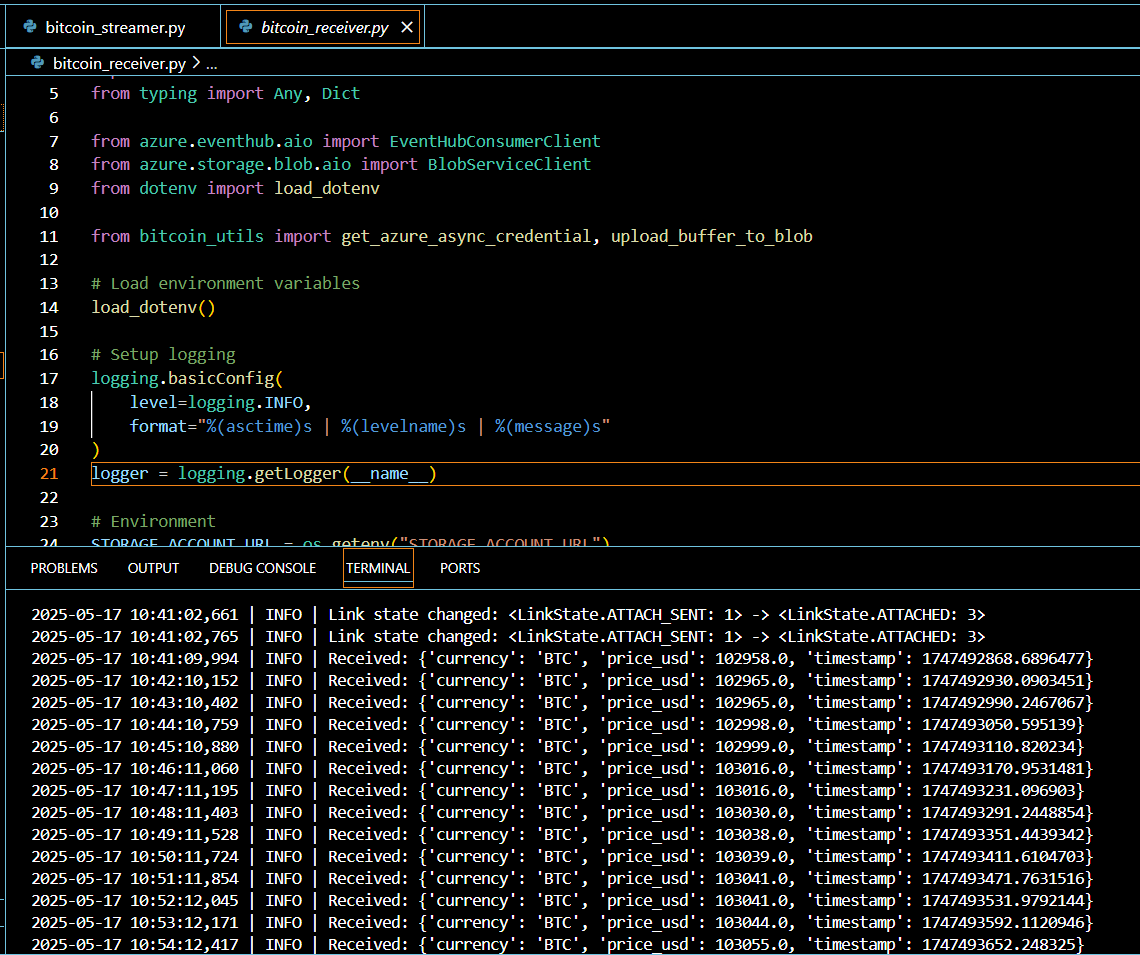 bitcoin_streamer.py bitcoin_receiver.py ×
bitcoin_receiver.py > ...
5 from typing import Any, Dict
6
7 from azure.eventhub.aio import EventHubConsumerClient
8 from azure.storage.blob.aio import BlobServiceClient
9 from dotenv import load_dotenv
10
11 from bitcoin_utils import get_azure_async_credential, upload_buffer_to_blob
12
13 # Load environment variables
14 load_dotenv()
15
16 # Setup logging
17 logging.basicConfig(
18 level=logging.INFO,
19 format="%(asctime)s | %(levelname)s | %(message)s"
20 )
21 logger = logging.getLogger(__name__)
22
23 # Environment
24 STORAGE_ACCOUNT_URL = os.getenv("STORAGE_ACCOUNT_URL")
PROBLEMS OUTPUT DEBUG CONSOLE TERMINAL PORTS
2025-05-17 10:41:02,661 | INFO | Link state changed: <LinkState.ATTACH_SENT: 1> -> <LinkState.ATTACHED: 3>
2025-05-17 10:41:02,765 | INFO | Link state changed: <LinkState.ATTACH_SENT: 1> -> <LinkState.ATTACHED: 3>
2025-05-17 10:41:09,994 | INFO | Received: {'currency': 'BTC', 'price_usd': 102958.0, 'timestamp': 1747492868.6896477}
2025-05-17 10:42:10,152 | INFO | Received: {'currency': 'BTC', 'price_usd': 102965.0, 'timestamp': 1747492930.0903451}
2025-05-17 10:43:10,402 | INFO | Received: {'currency': 'BTC', 'price_usd': 102965.0, 'timestamp': 1747492990.2467067}
2025-05-17 10:44:10,759 | INFO | Received: {'currency': 'BTC', 'price_usd': 102998.0, 'timestamp': 1747493050.595139}
2025-05-17 10:45:10,880 | INFO | Received: {'currency': 'BTC', 'price_usd': 102999.0, 'timestamp': 1747493110.820234}
2025-05-17 10:46:11,060 | INFO | Received: {'currency': 'BTC', 'price_usd': 103016.0, 'timestamp': 1747493170.9531481}
2025-05-17 10:47:11,195 | INFO | Received: {'currency': 'BTC', 'price_usd': 103016.0, 'timestamp': 1747493231.096903}
2025-05-17 10:48:11,403 | INFO | Received: {'currency': 'BTC', 'price_usd': 103030.0, 'timestamp': 1747493291.2448854}
2025-05-17 10:49:11,528 | INFO | Received: {'currency': 'BTC', 'price_usd': 103038.0, 'timestamp': 1747493351.4439342}
2025-05-17 10:50:11,724 | INFO | Received: {'currency': 'BTC', 'price_usd': 103039.0, 'timestamp': 1747493411.6104703}
2025-05-17 10:51:11,854 | INFO | Received: {'currency': 'BTC', 'price_usd': 103041.0, 'timestamp': 1747493471.7631516}
2025-05-17 10:52:12,045 | INFO | Received: {'currency': 'BTC', 'price_usd': 103041.0, 'timestamp': 1747493531.9792144}
2025-05-17 10:53:12,171 | INFO | Received: {'currency': 'BTC', 'price_usd': 103044.0, 'timestamp': 1747493592.1120946}
2025-05-17 10:54:12,417 | INFO | Received: {'currency': 'BTC', 'price_usd': 103055.0, 'timestamp': 1747493652.248325}